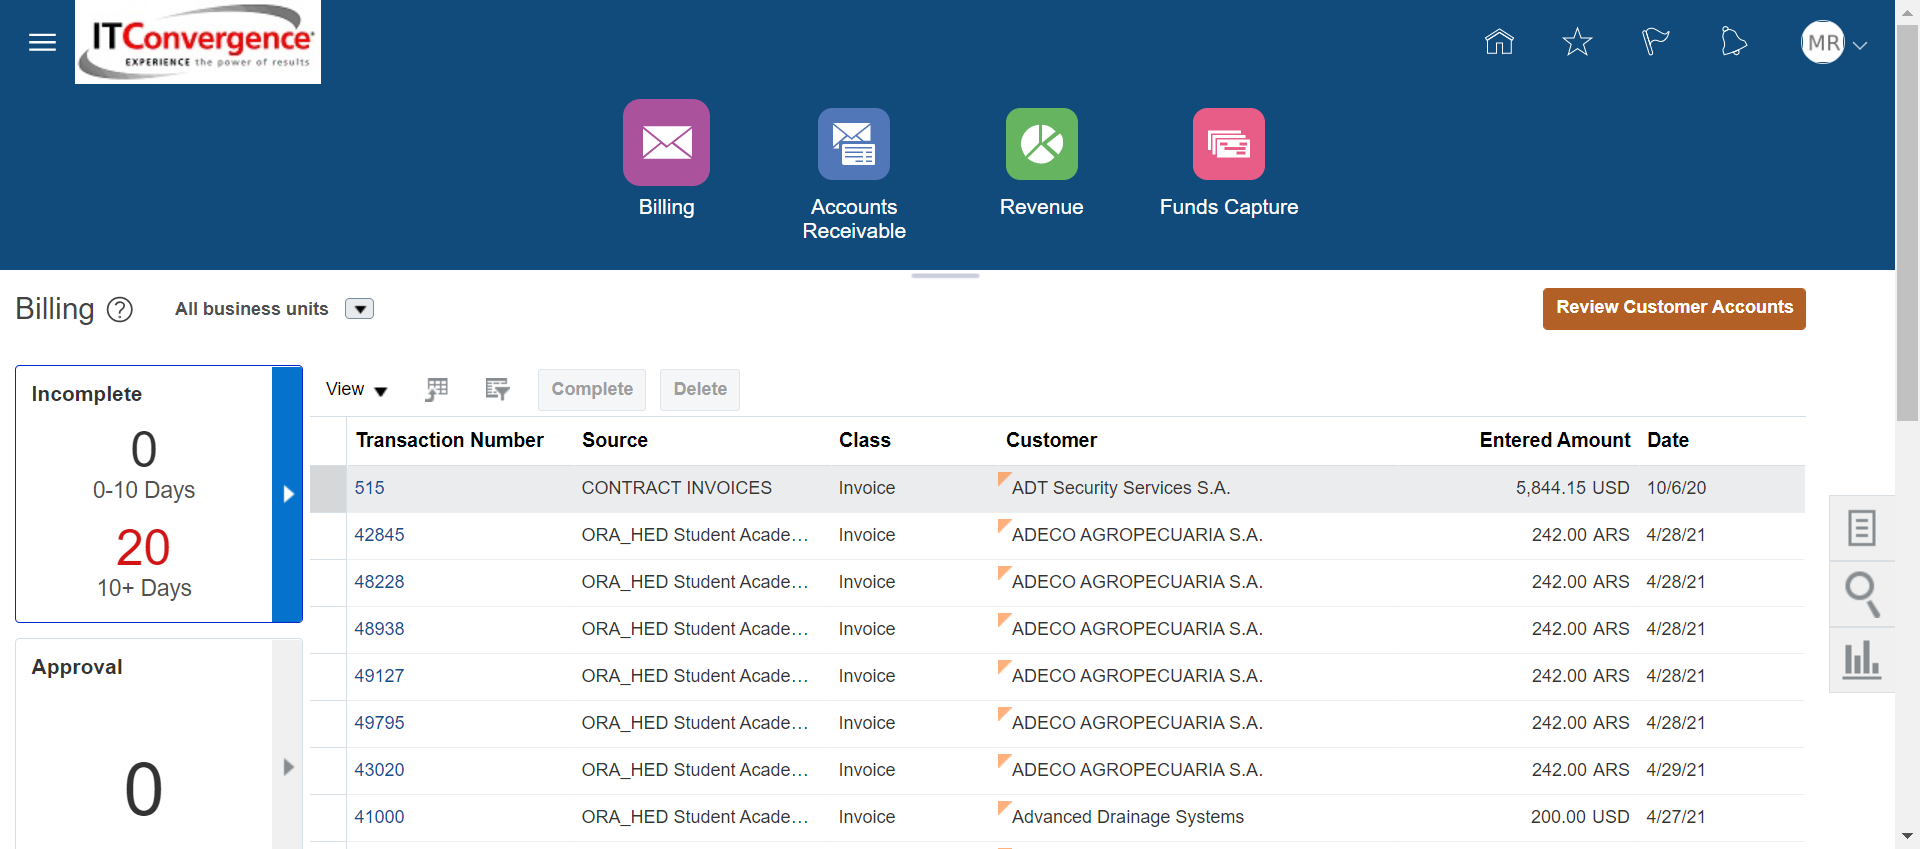 ITConvergence
EXPERIENCE the power of results
MR
Billing
Accounts
Receivable
Revenue
Funds Capture
Billing ?
All business units
Review Customer Accounts
Incomplete
0
0-10 Days
20
10+ Days
Approval
0
View
Complete
Delete
Transaction Number Source Class Customer Entered Amount Date
515 CONTRACT INVOICES Invoice ADT Security Services S.A. 5,844.15 USD 10/6/20
42845 ORA_HED Student Acade... Invoice ADECO AGROPECUARIA S.A. 242.00 ARS 4/28/21
48228 ORA_HED Student Acade... Invoice ADECO AGROPECUARIA S.A. 242.00 ARS 4/28/21
48938 ORA_HED Student Acade... Invoice ADECO AGROPECUARIA S.A. 242.00 ARS 4/28/21
49127 ORA_HED Student Acade... Invoice ADECO AGROPECUARIA S.A. 242.00 ARS 4/28/21
49795 ORA_HED Student Acade... Invoice ADECO AGROPECUARIA S.A. 242.00 ARS 4/28/21
43020 ORA_HED Student Acade... Invoice ADECO AGROPECUARIA S.A. 242.00 ARS 4/29/21
41000 ORA_HED Student Acade... Invoice Advanced Drainage Systems 200.00 USD 4/27/21